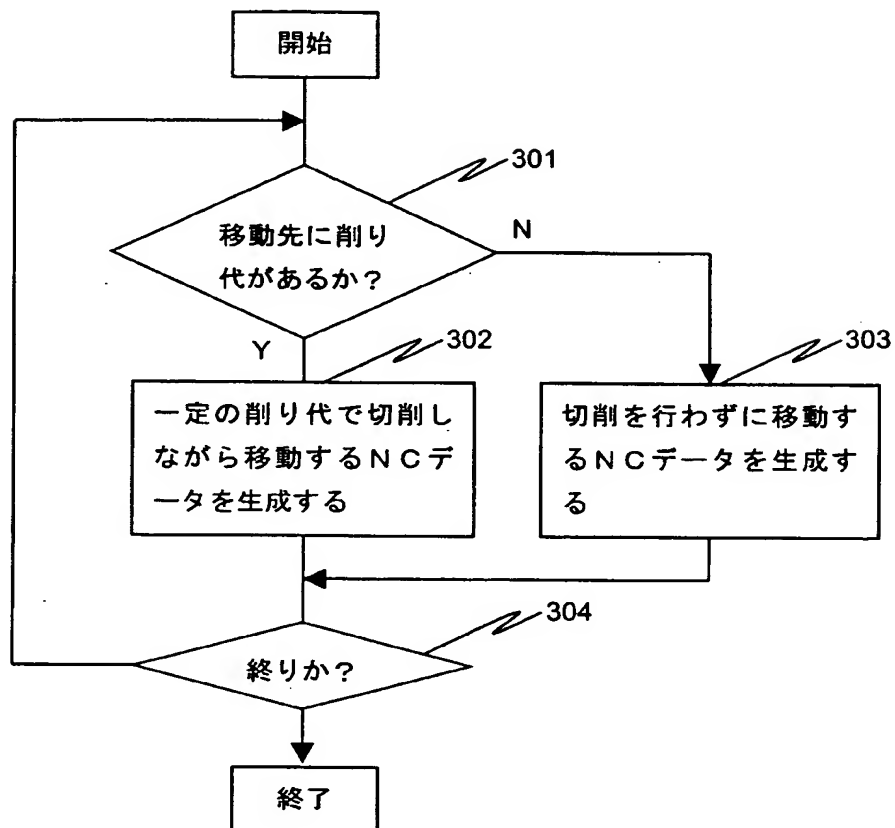 開始
301
移動先に削り
代があるか？
N
Y
302
303
一定の削り代で切削し
ながら移動するＮＣデ
ータを生成する
切削を行わずに移動す
るＮＣデータを生成す
る
304
終りか？
終了